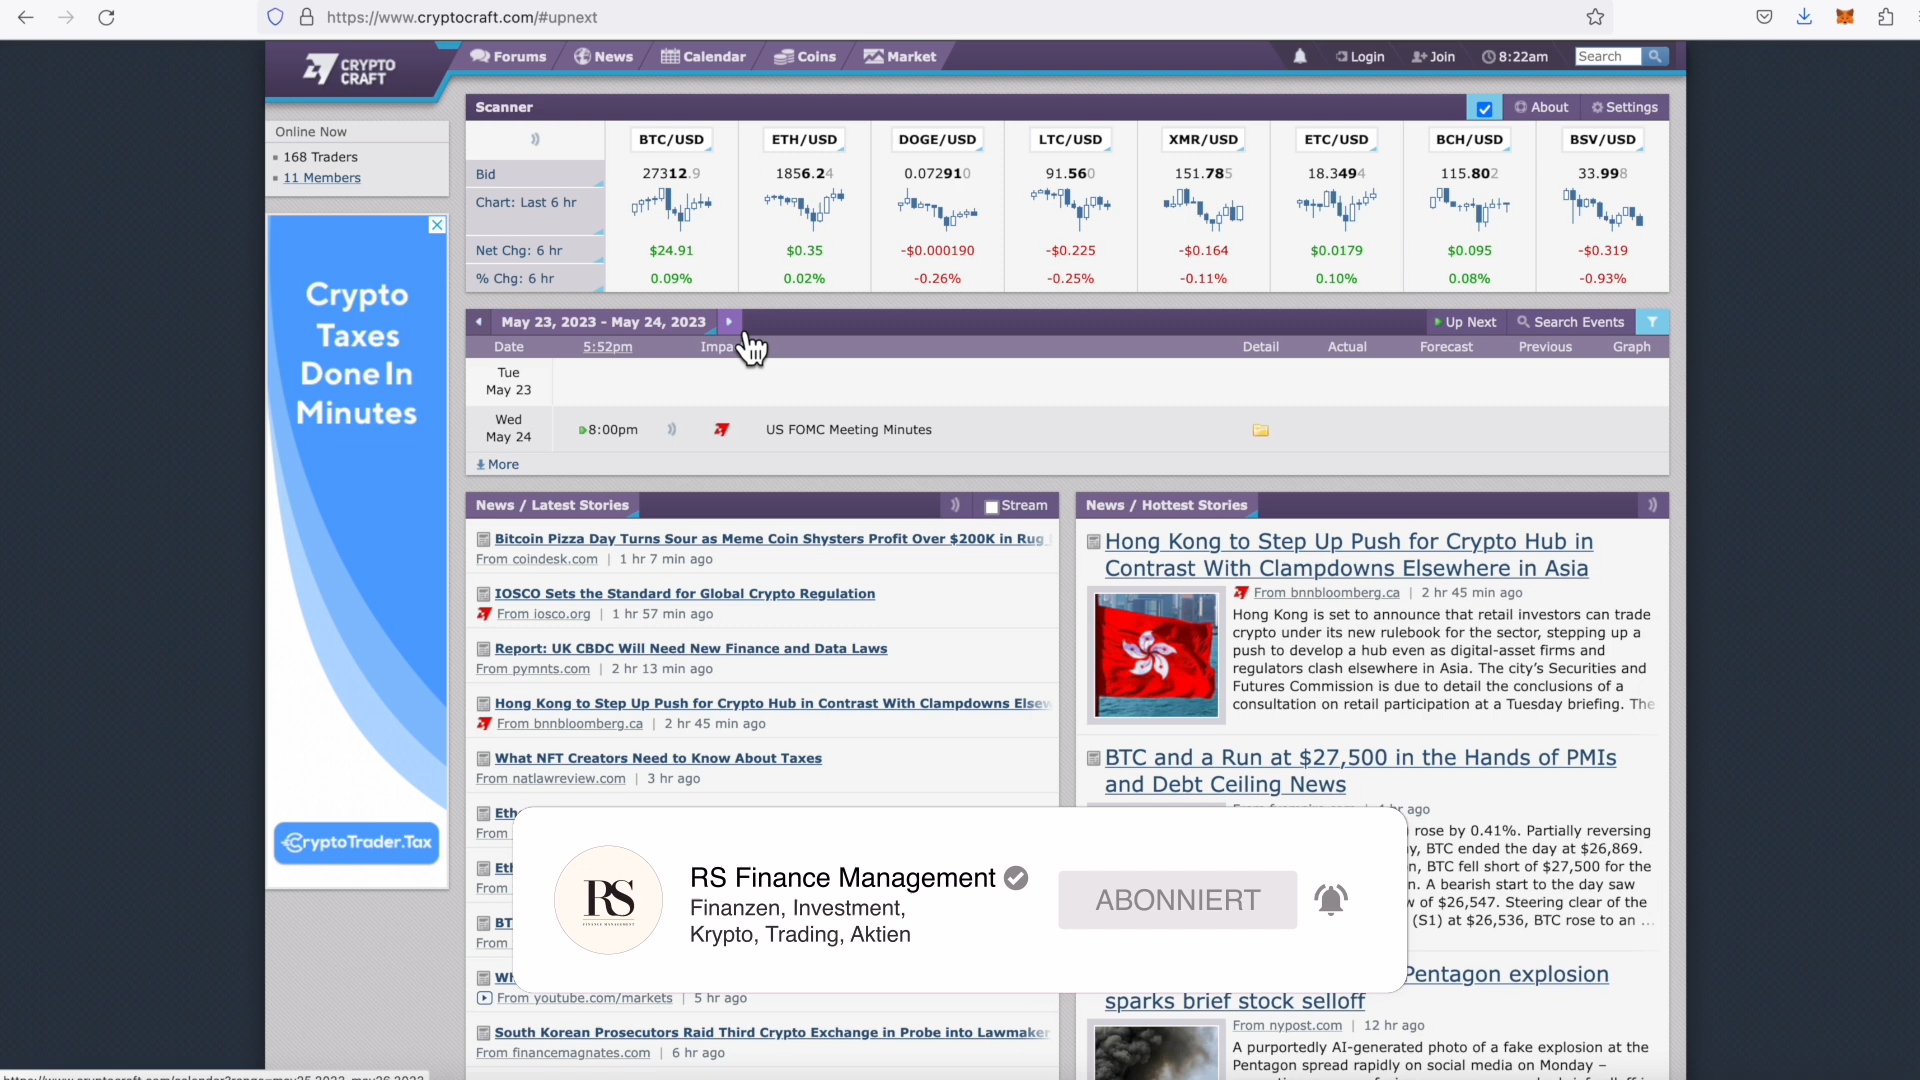 https://www.cryptocraft.com/#upnext
CRYPTO CRAFT
Forums News Calendar Coins Market Login Join 8:22am Search
Online Now
168 Traders
11 Members
Crypto
Taxes
Done In
Minutes
CryptoTrader.Tax
Scanner About Settings
BTC/USD ETH/USD DOGE/USD LTC/USD XMR/USD ETC/USD BCH/USD BSV/USD
Bid 27312.9 1856.24 0.072910 91.560 151.785 18.3494 115.802 33.998
Chart: Last 6 hr
Net Chg: 6 hr $24.91 $0.35 -$0.000190 -$0.225 -$0.164 $0.0179 $0.095 -$0.319
% Chg: 6 hr 0.09% 0.02% -0.26% -0.25% -0.11% 0.10% 0.08% -0.93%
May 23, 2023 - May 24, 2023 Up Next Search Events
Date 5:52pm Impa Detail Actual Forecast Previous Graph
Tue
May 23
Wed
May 24
8:00pm US FOMC Meeting Minutes
More
News / Latest Stories Stream
Bitcoin Pizza Day Turns Sour as Meme Coin Shysters Profit Over $200K in Rug
From coindesk.com | 1 hr 7 min ago
IOSCO Sets the Standard for Global Crypto Regulation
From iosco.org | 1 hr 57 min ago
Report: UK CBDC Will Need New Finance and Data Laws
From pymnts.com | 2 hr 13 min ago
Hong Kong to Step Up Push for Crypto Hub in Contrast With Clampdowns Elsew
From bnnbloomberg.ca | 2 hr 45 min ago
What NFT Creators Need to Know About Taxes
From natlawreview.com | 3 hr ago
Eth
From
Eth
From
BT
From
Wh
From youtube.com/markets | 5 hr ago
South Korean Prosecutors Raid Third Crypto Exchange in Probe into Lawmaker
From financemagnates.com | 6 hr ago
News / Hottest Stories
Hong Kong to Step Up Push for Crypto Hub in
Contrast With Clampdowns Elsewhere in Asia
From bnnbloomberg.ca | 2 hr 45 min ago
Hong Kong is set to announce that retail investors can trade
crypto under its new rulebook for the sector, stepping up a
push to develop a hub even as digital-asset firms and
regulators clash elsewhere in Asia. The city's Securities and
Futures Commission is due to detail the conclusions of a
consultation on retail participation at a Tuesday briefing. The
BTC and a Run at $27,500 in the Hands of PMIs
and Debt Ceiling News
hr ago
rose by 0.41%. Partially reversing
y, BTC ended the day at $26,869.
n, BTC fell short of $27,500 for the
n. A bearish start to the day saw
w of $26,547. Steering clear of the
(S1) at $26,536, BTC rose to an ...
Pentagon explosion
sparks brief stock selloff
From nypost.com | 12 hr ago
A purportedly AI-generated photo of a fake explosion at the
Pentagon spread rapidly on social media on Monday –
RS
FINANCE MANAGEMENT
RS Finance Management
Finanzen, Investment,
Krypto, Trading, Aktien
ABONNIERT